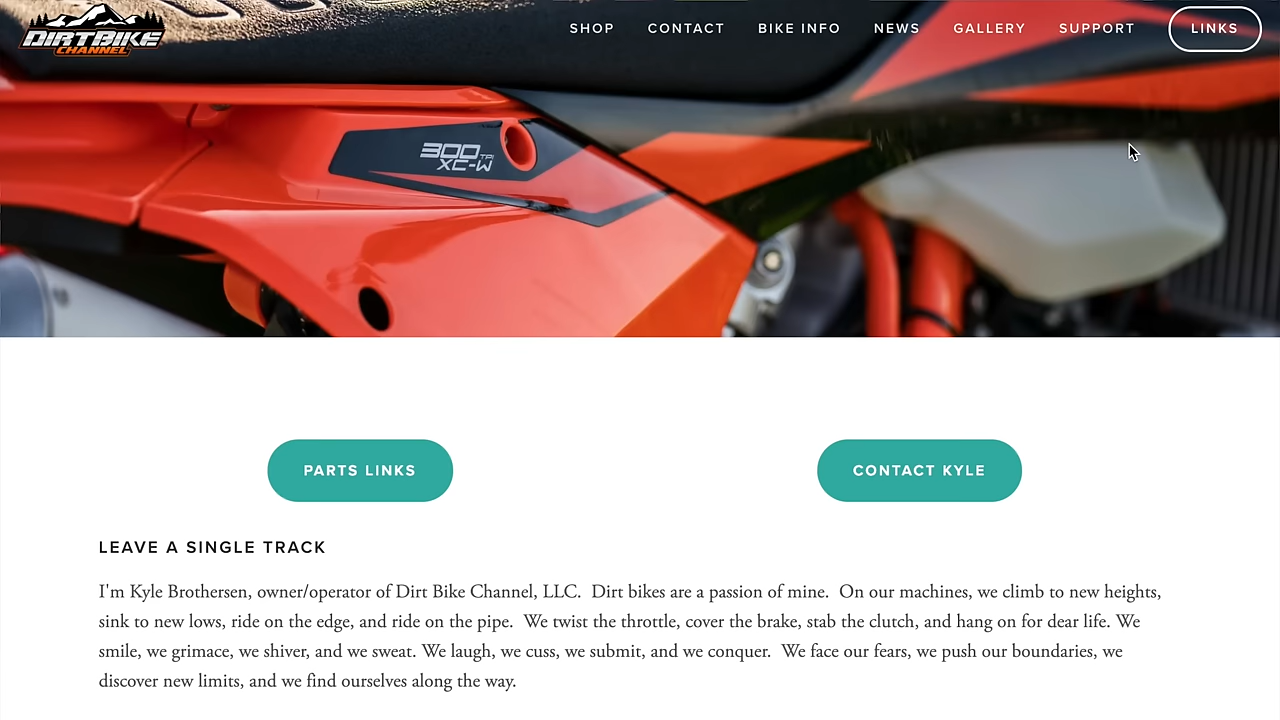 DIRTBIKE
CHANNEL
SHOP CONTACT BIKE INFO NEWS GALLERY SUPPORT LINKS
300 TPI
XC-W
PARTS LINKS CONTACT KYLE
LEAVE A SINGLE TRACK
I'm Kyle Brothersen, owner/operator of Dirt Bike Channel, LLC.  Dirt bikes are a passion of mine.  On our machines, we climb to new heights,
sink to new lows, ride on the edge, and ride on the pipe.  We twist the throttle, cover the brake, stab the clutch, and hang on for dear life. We
smile, we grimace, we shiver, and we sweat. We laugh, we cuss, we submit, and we conquer.  We face our fears, we push our boundaries, we
discover new limits, and we find ourselves along the way.